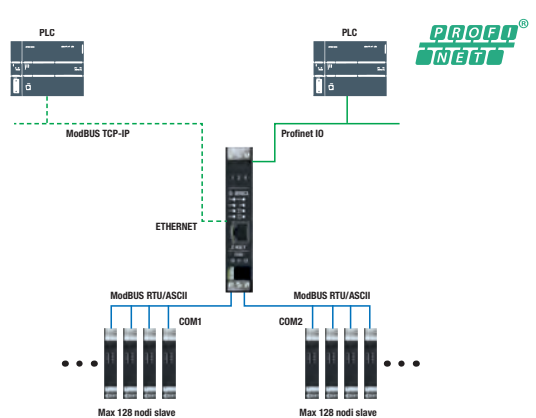 PLC
PLC
PROFI
NET®
ModBUS TCP-IP
Profinet IO
ETHERNET
ModBUS RTU/ASCII
ModBUS RTU/ASCII
COM1
COM2
Max 128 nodi slave
Max 128 nodi slave